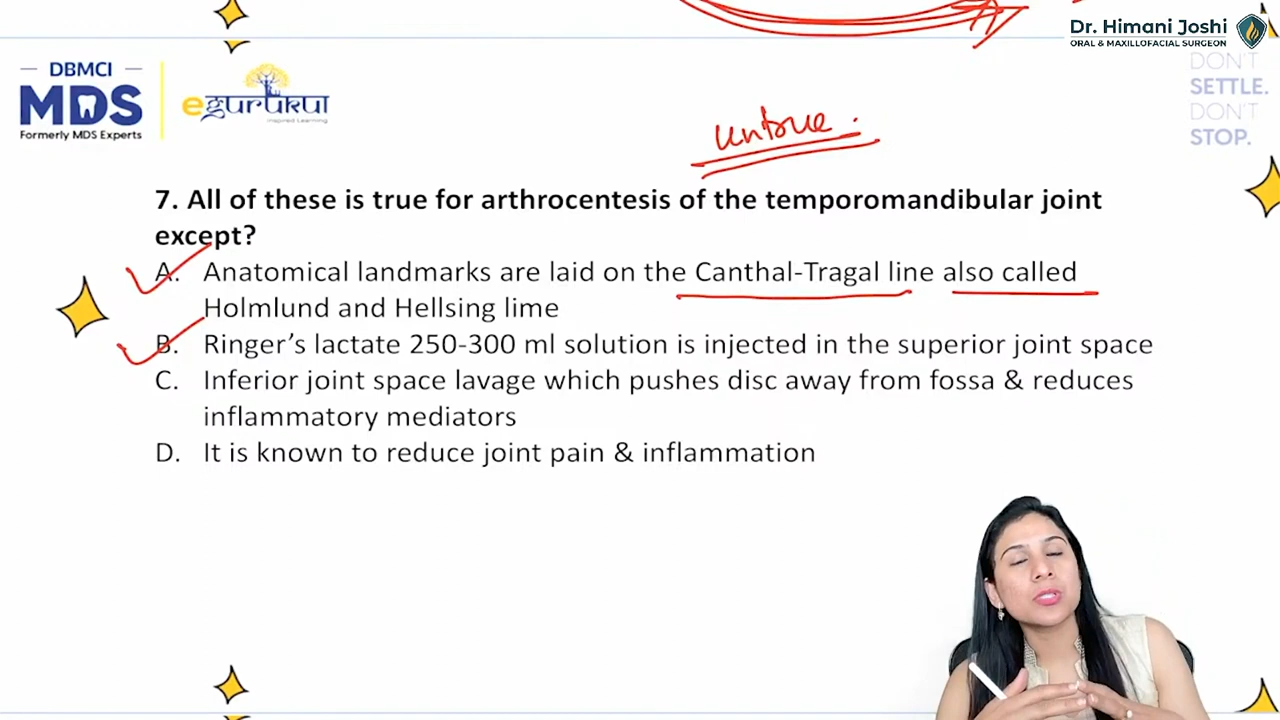 Dr. Himani Joshi
ORAL & MAXILLOFACIAL SURGEON
DBMCI
MDS
Formerly MDS Experts
egurukul
Inspired Learning
DON'T
SETTLE.
DON'T
STOP.
untrue.
7. All of these is true for arthrocentesis of the temporomandibular joint
except?
A. Anatomical landmarks are laid on the Canthal-Tragal line also called
Holmlund and Hellsing lime
B. Ringer's lactate 250-300 ml solution is injected in the superior joint space
C. Inferior joint space lavage which pushes disc away from fossa & reduces
inflammatory mediators
D. It is known to reduce joint pain & inflammation